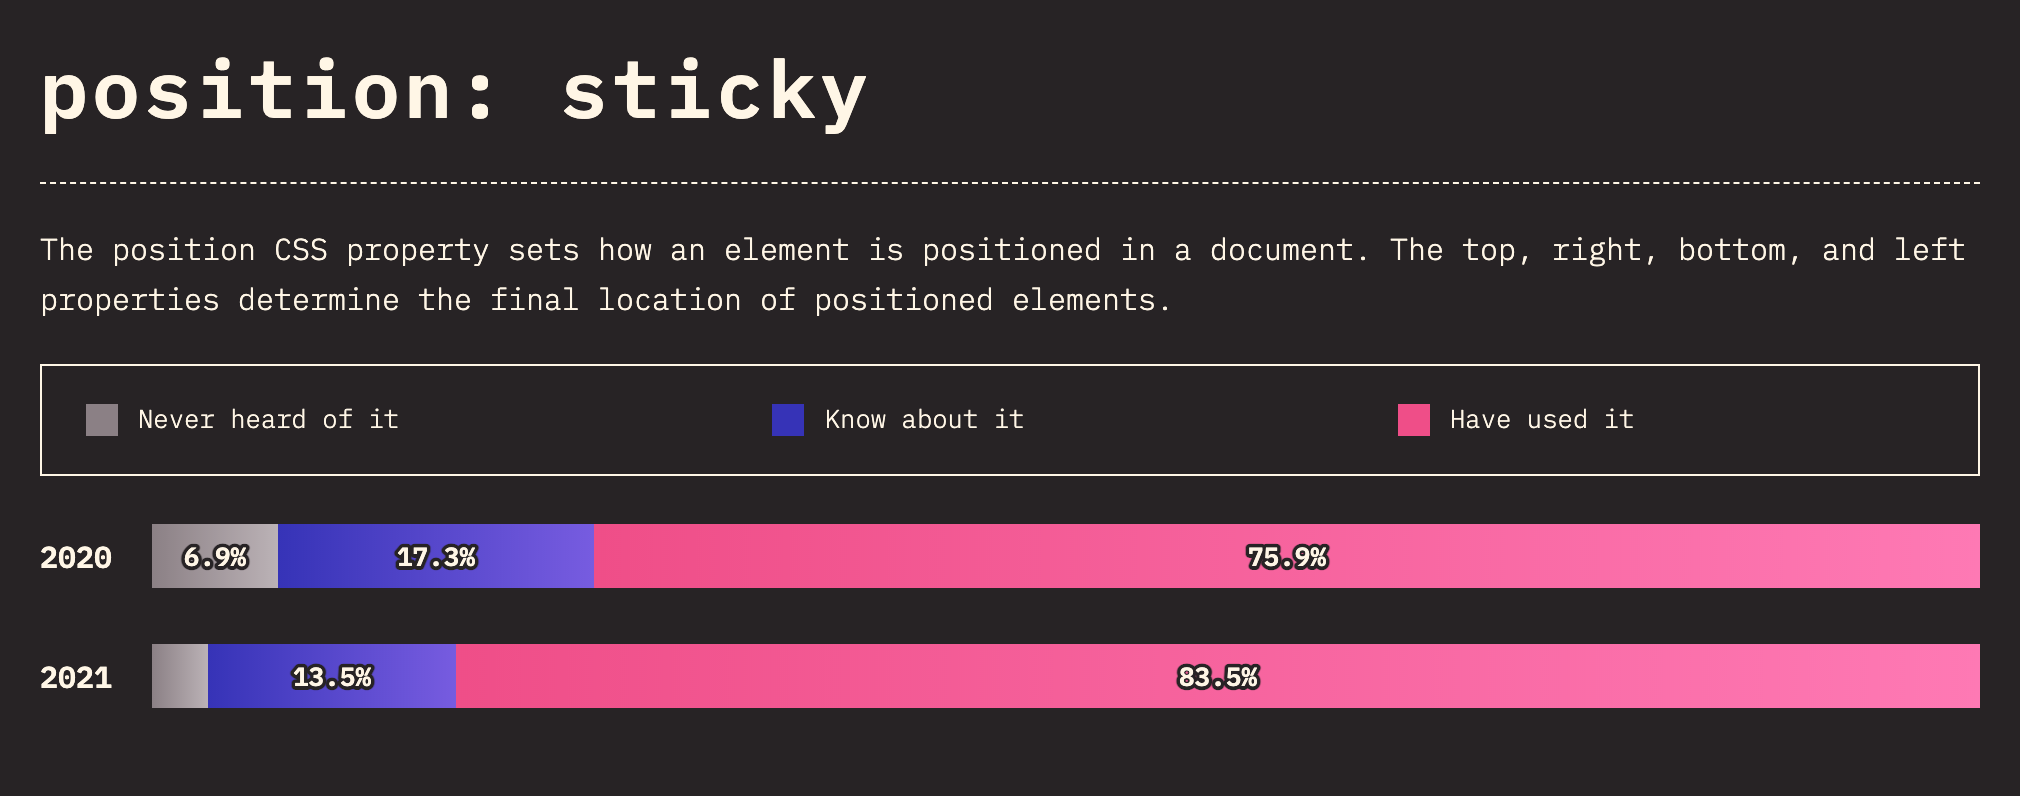 position: sticky
The position CSS property sets how an element is positioned in a document. The top, right, bottom, and left
properties determine the final location of positioned elements.
Never heard of it Know about it Have used it
2020 6.9% 17.3% 75.9%
2021 13.5% 83.5%